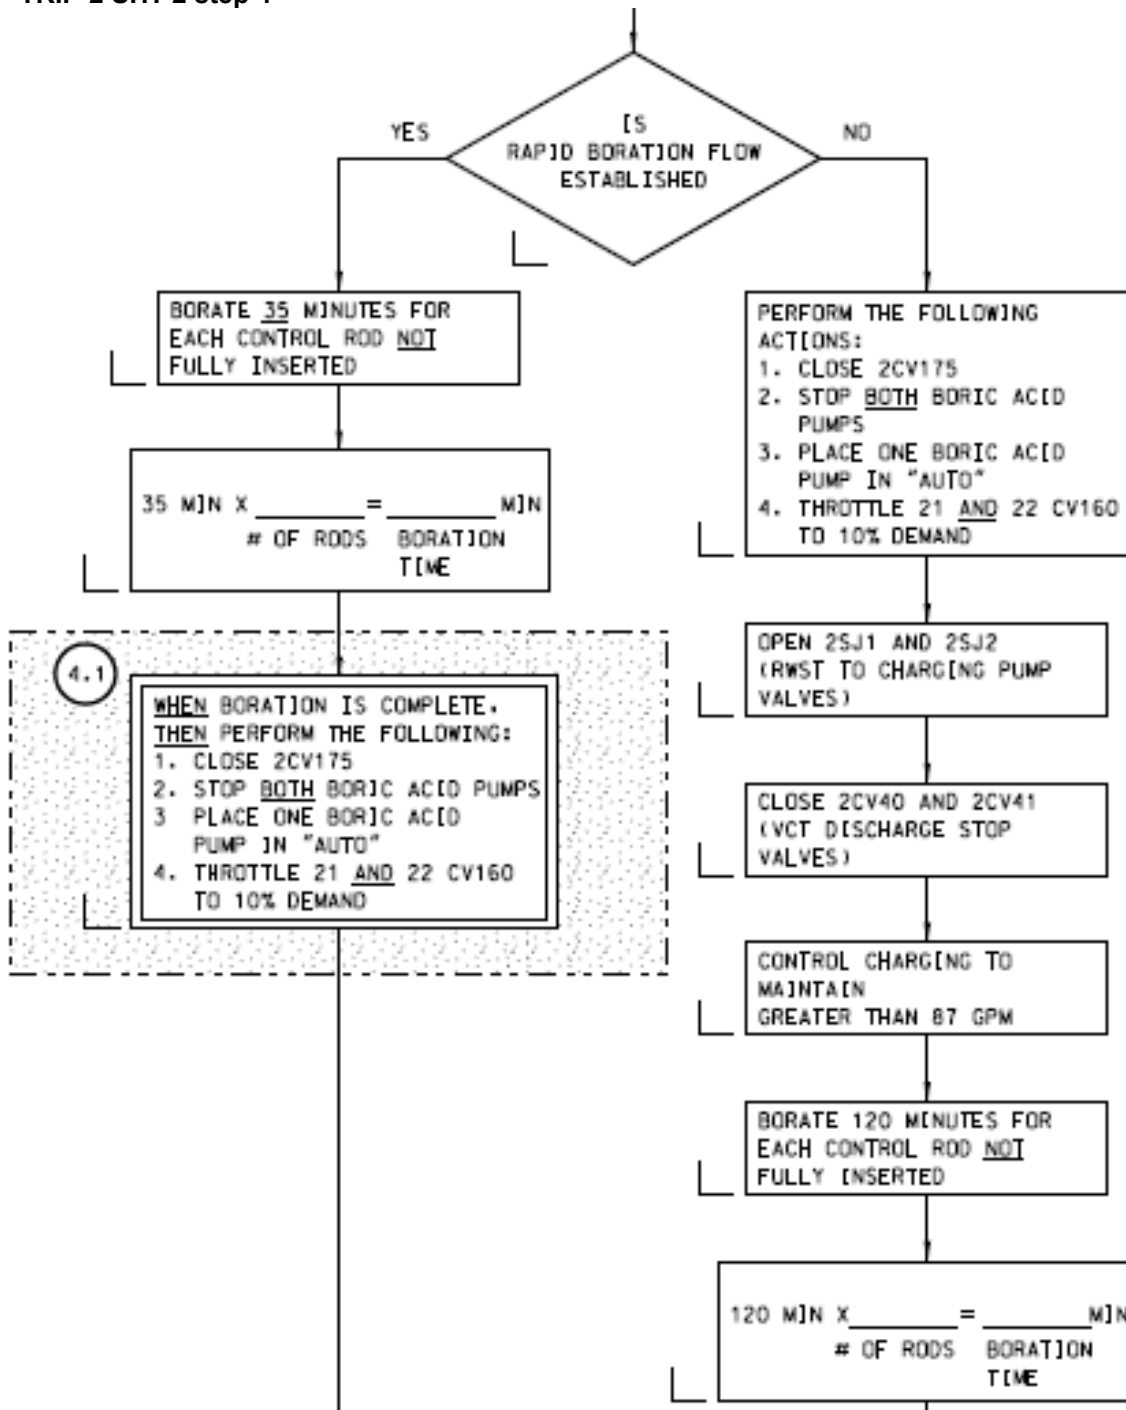 IS
RAPID BORATION FLOW
ESTABLISHED
YES
NO
BORATE 35 MINUTES FOR
EACH CONTROL ROD NOT
FULLY INSERTED
35 MIN X ________ = ________ MIN
# OF RODS BORATION
TIME
4.1
WHEN BORATION IS COMPLETE,
THEN PERFORM THE FOLLOWING:
1. CLOSE 2CV175
2. STOP BOTH BORIC ACID PUMPS
3 PLACE ONE BORIC ACID
PUMP IN "AUTO"
4. THROTTLE 21 AND 22 CV160
TO 10% DEMAND
PERFORM THE FOLLOWING
ACTIONS:
1. CLOSE 2CV175
2. STOP BOTH BORIC ACID
PUMPS
3. PLACE ONE BORIC ACID
PUMP IN "AUTO"
4. THROTTLE 21 AND 22 CV160
TO 10% DEMAND
OPEN 2SJ1 AND 2SJ2
(RWST TO CHARGING PUMP
VALVES)
CLOSE 2CV40 AND 2CV41
(VCT DISCHARGE STOP
VALVES)
CONTROL CHARGING TO
MAINTAIN
GREATER THAN 87 GPM
BORATE 120 MINUTES FOR
EACH CONTROL ROD NOT
FULLY INSERTED
120 MIN X ________ = ________ MIN
# OF RODS BORATION
TIME